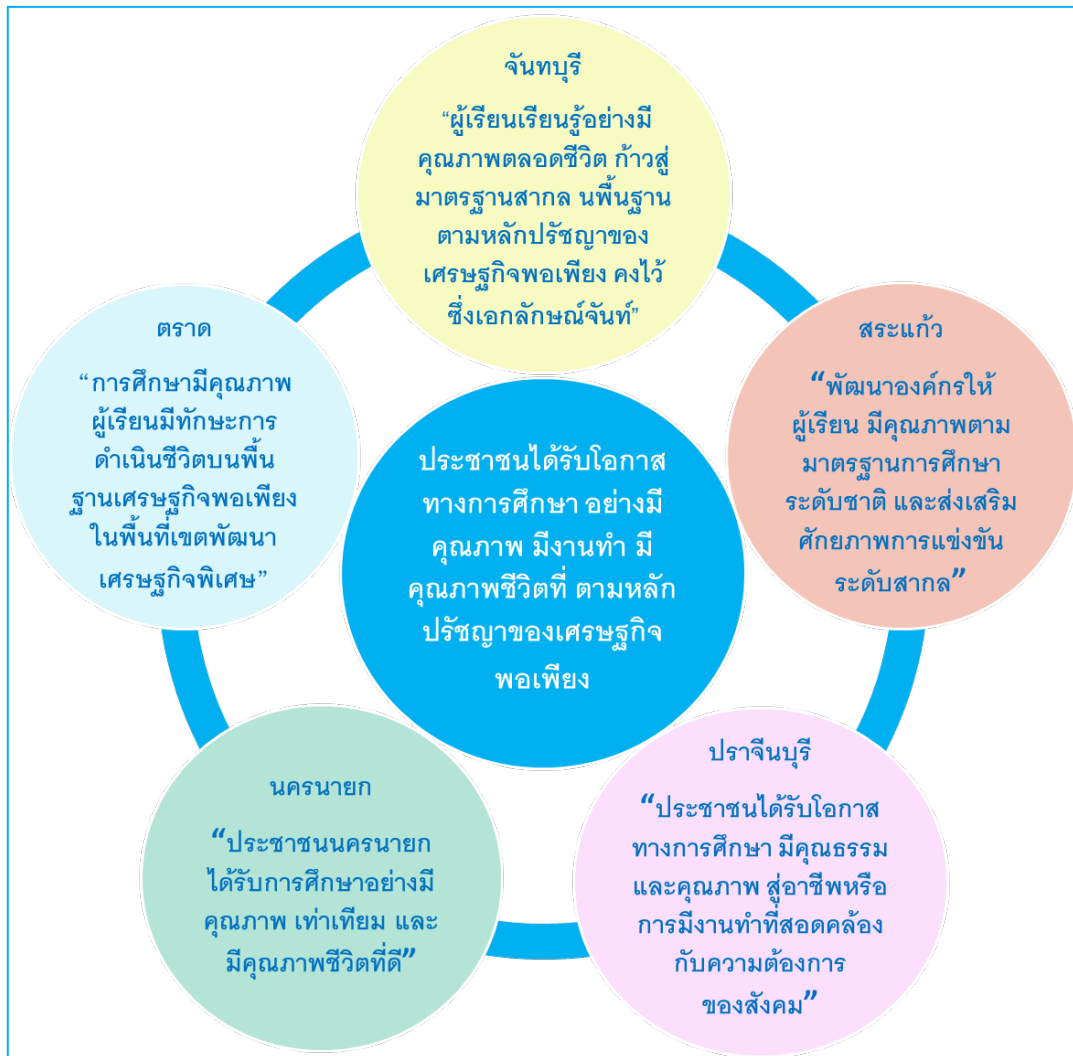 จันทบุรี
“ผู้เรียนเรียนรู้อย่างมี
คุณภาพตลอดชีวิต ก้าวสู่
มาตรฐานสากล นพื้นฐาน
ตามหลักปรัชญาของ
เศรษฐกิจพอเพียง คงไว้
ซึ่งเอกลักษณ์จันท์”
สระแก้ว
“พัฒนาองค์กรให้
ผู้เรียน มีคุณภาพตาม
มาตรฐานการศึกษา
ระดับชาติ และส่งเสริม
ศักยภาพการแข่งขัน
ระดับสากล”
ปราจีนบุรี
“ประชาชนได้รับโอกาส
ทางการศึกษา มีคุณธรรม
และคุณภาพ สู่อาชีพหรือ
การมีงานทำที่สอดคล้อง
กับความต้องการ
ของสังคม”
นครนายก
“ประชาชนนครนายก
ได้รับการศึกษาอย่างมี
คุณภาพ เท่าเทียม และ
มีคุณภาพชีวิตที่ดี”
ตราด
“การศึกษามีคุณภาพ
ผู้เรียนมีทักษะการ
ดำเนินชีวิตบนพื้น
ฐานเศรษฐกิจพอเพียง
ในพื้นที่เขตพัฒนา
เศรษฐกิจพิเศษ”
ประชาชนได้รับโอกาส
ทางการศึกษา อย่างมี
คุณภาพ มีงานทำ มี
คุณภาพชีวิตที่ ตามหลัก
ปรัชญาของเศรษฐกิจ
พอเพียง